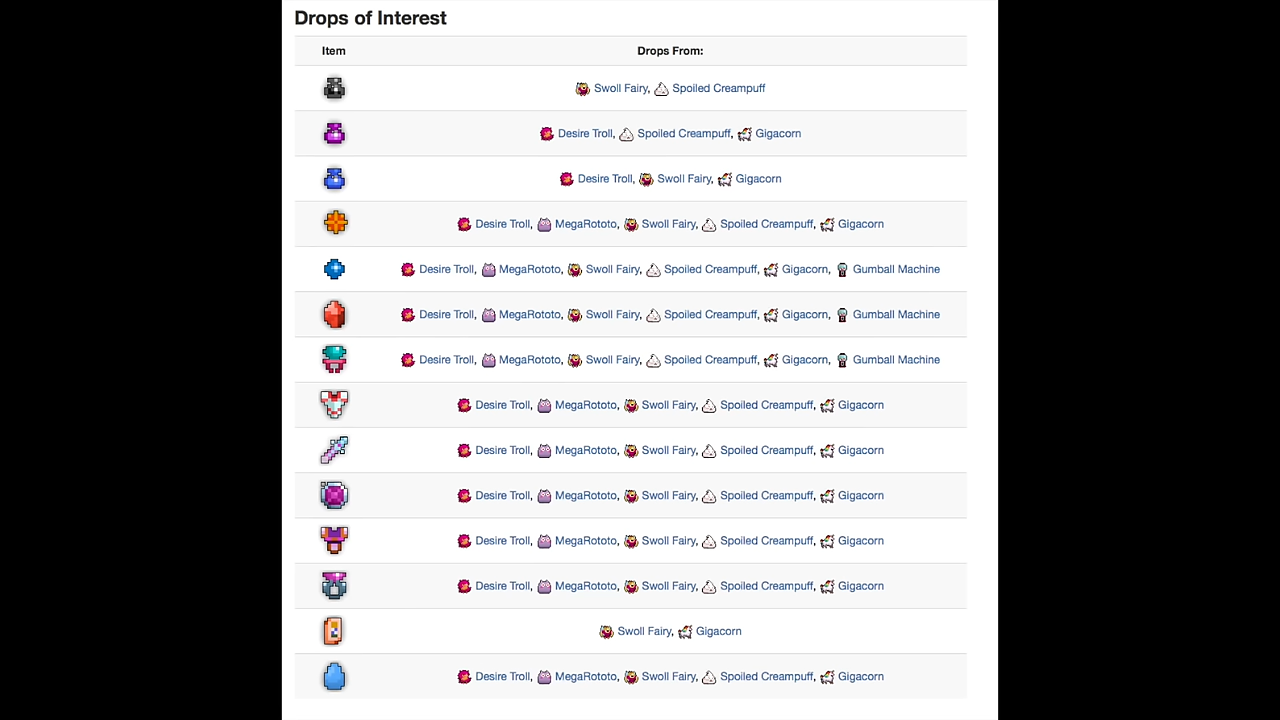 Drops of Interest
Item Drops From:
Swoll Fairy, Spoiled Creampuff
Desire Troll, Spoiled Creampuff, Gigacorn
Desire Troll, Swoll Fairy, Gigacorn
Desire Troll, MegaRototo, Swoll Fairy, Spoiled Creampuff, Gigacorn
Desire Troll, MegaRototo, Swoll Fairy, Spoiled Creampuff, Gigacorn, Gumball Machine
Desire Troll, MegaRototo, Swoll Fairy, Spoiled Creampuff, Gigacorn, Gumball Machine
Desire Troll, MegaRototo, Swoll Fairy, Spoiled Creampuff, Gigacorn, Gumball Machine
Desire Troll, MegaRototo, Swoll Fairy, Spoiled Creampuff, Gigacorn
Desire Troll, MegaRototo, Swoll Fairy, Spoiled Creampuff, Gigacorn
Desire Troll, MegaRototo, Swoll Fairy, Spoiled Creampuff, Gigacorn
Desire Troll, MegaRototo, Swoll Fairy, Spoiled Creampuff, Gigacorn
Desire Troll, MegaRototo, Swoll Fairy, Spoiled Creampuff, Gigacorn
Swoll Fairy, Gigacorn
Desire Troll, MegaRototo, Swoll Fairy, Spoiled Creampuff, Gigacorn